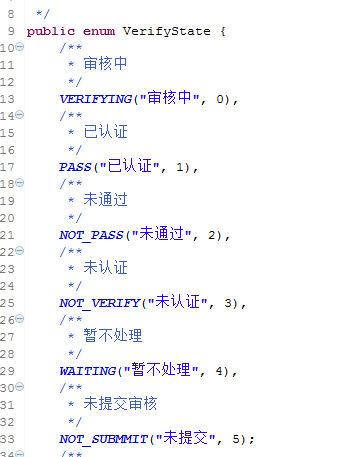 8 */
9 public enum VerifyState {
10 /**
11 * 审核中
12 */
13 VERIFYING("审核中", 0),
14 /**
15 * 已认证
16 */
17 PASS("已认证", 1),
18 /**
19 * 未通过
20 */
21 NOT_PASS("未通过", 2),
22 /**
23 * 未认证
24 */
25 NOT_VERIFY("未认证", 3),
26 /**
27 * 暂不处理
28 */
29 WAITING("暂不处理", 4),
30 /**
31 * 未提交审核
32 */
33 NOT_SUBMMIT("未提交", 5);
34 /**